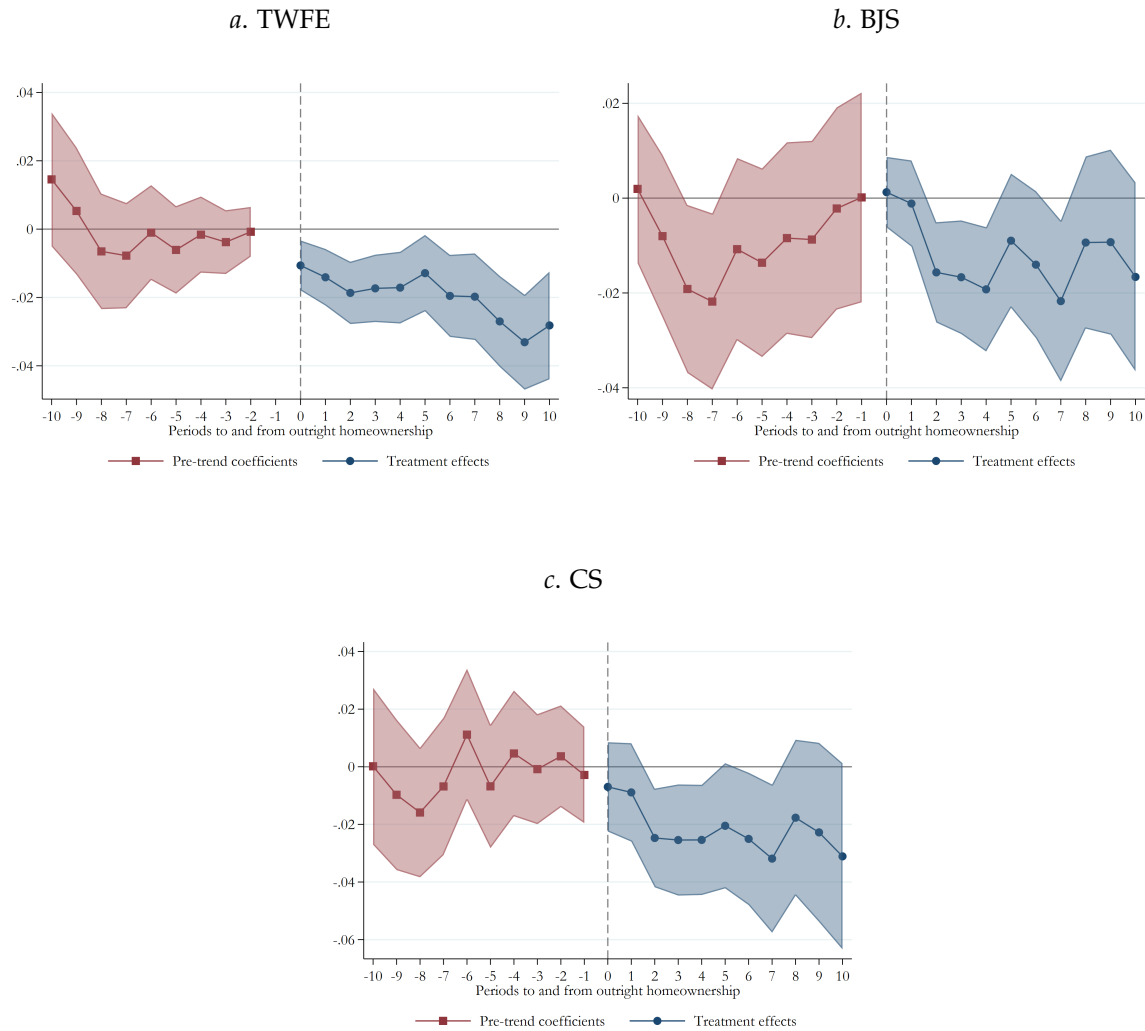 a. TWFE
.04
.02
0
-.02
-.04
-10 -9 -8 -7 -6 -5 -4 -3 -2 -1 0 1 2 3 4 5 6 7 8 9 10
Periods to and from outright homeownership
Pre-trend coefficients Treatment effects
b. BJS
.02
0
-.02
-.04
-10 -9 -8 -7 -6 -5 -4 -3 -2 -1 0 1 2 3 4 5 6 7 8 9 10
Periods to and from outright homeownership
Pre-trend coefficients Treatment effects
c. CS
.04
.02
0
-.02
-.04
-.06
-10 -9 -8 -7 -6 -5 -4 -3 -2 -1 0 1 2 3 4 5 6 7 8 9 10
Periods to and from outright homeownership
Pre-trend coefficients Treatment effects